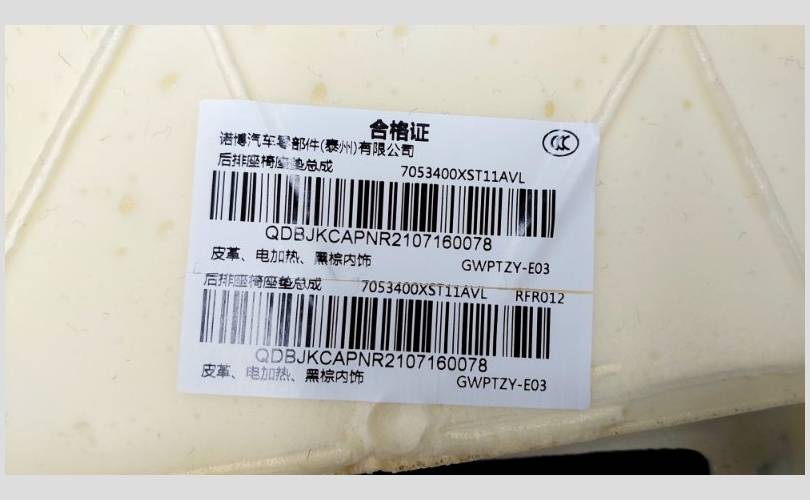 合格证
诺博汽车零部件(泰州)有限公司
后排座椅座垫总成 7053400XST11AVL
QDBJKCAPNR2107160078
皮革、电加热、黑棕内饰 GWPTZY-E03
后排座椅座垫总成 7053400XST11AVL RFR012
QDBJKCAPNR2107160078
皮革、电加热、黑棕内饰 GWPTZY-E03